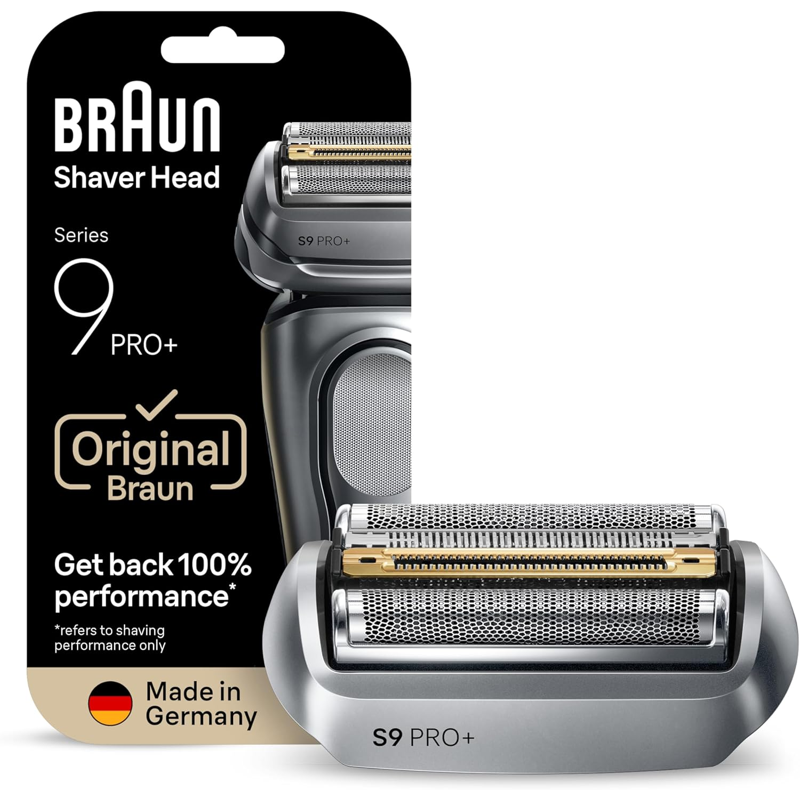 BRAUN
Shaver Head
Series
9 PRO+
Original
Braun
Get back 100%
performance*
*refers to shaving
performance only
Made in
Germany
S9 PRO+
S9 PRO+